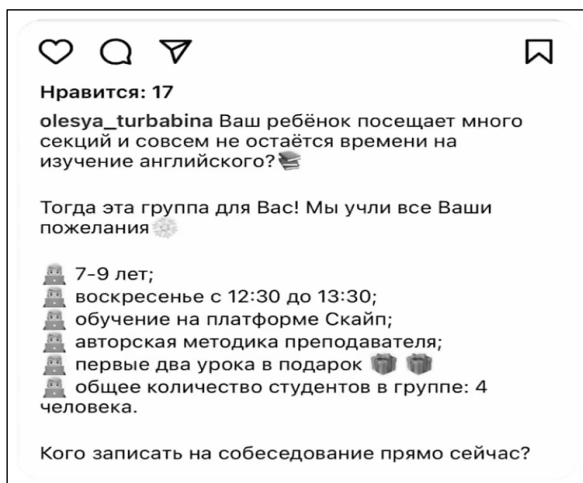 Нравится: 17
olesya_turbabina Ваш ребёнок посещает много
секций и совсем не остаётся времени на
изучение английского?📚
Тогда эта группа для Вас! Мы учли все Ваши
пожелания❄️
👩‍💻 7-9 лет;
👩‍💻 воскресенье с 12:30 до 13:30;
👩‍💻 обучение на платформе Скайп;
👩‍💻 авторская методика преподавателя;
👩‍💻 первые два урока в подарок 🎁 🎁
👩‍💻 общее количество студентов в группе: 4
человека.
Кого записать на собеседование прямо сейчас?